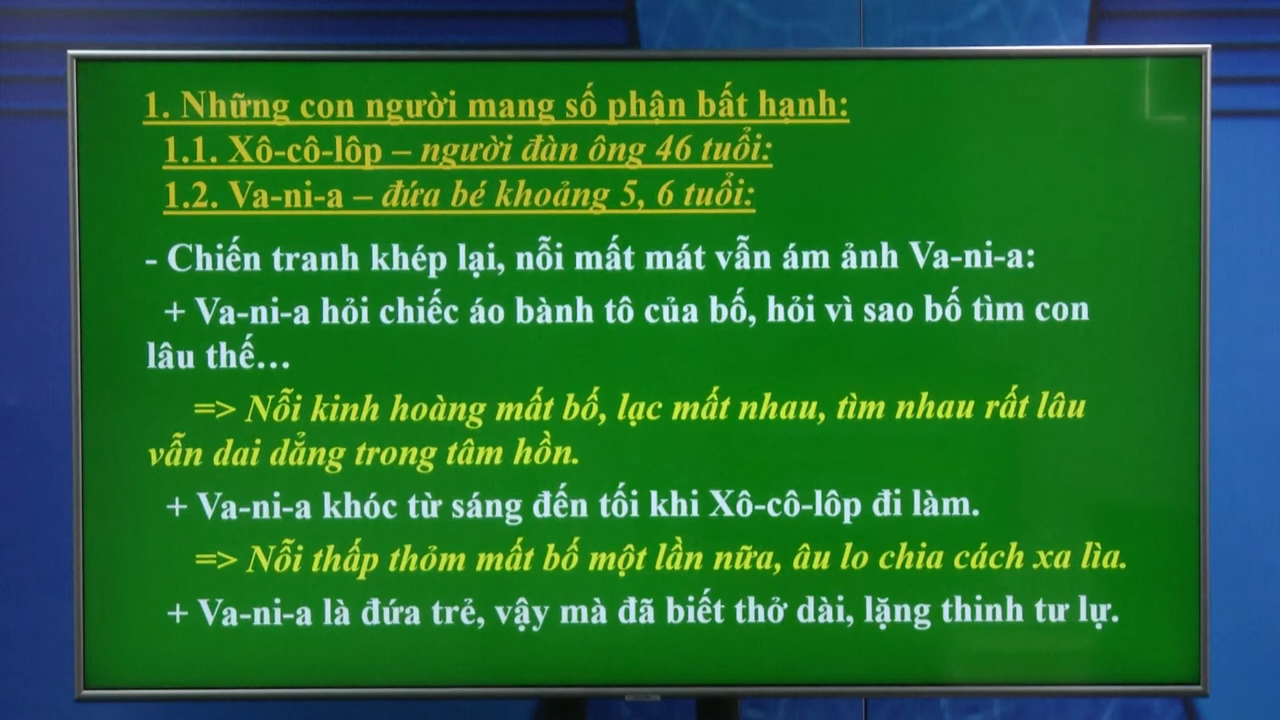 1. Những con người mang số phận bất hạnh:
1.1. Xô-cô-lôp – người đàn ông 46 tuổi:
1.2. Va-ni-a – đứa bé khoảng 5, 6 tuổi:
- Chiến tranh khép lại, nỗi mất mát vẫn ám ảnh Va-ni-a:
+ Va-ni-a hỏi chiếc áo bành tô của bố, hỏi vì sao bố tìm con
lâu thế...
=> Nỗi kinh hoàng mất bố, lạc mất nhau, tìm nhau rất lâu
vẫn dai dẳng trong tâm hồn.
+ Va-ni-a khóc từ sáng đến tối khi Xô-cô-lôp đi làm.
=> Nỗi thấp thỏm mất bố một lần nữa, âu lo chia cách xa lìa.
+ Va-ni-a là đứa trẻ, vậy mà đã biết thở dài, lặng thinh tư lự.